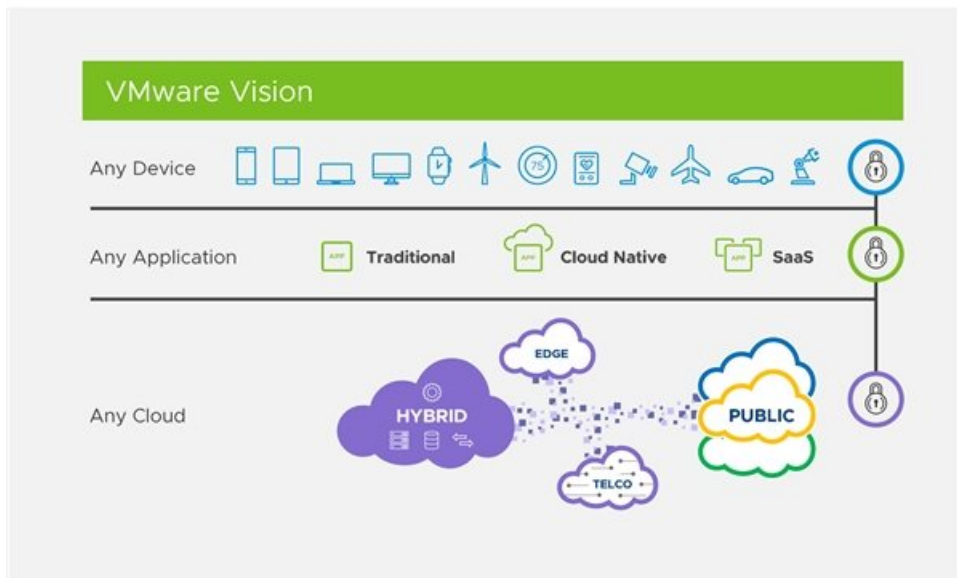 VMware Vision
Any Device
75°
Any Application
APP Traditional
APP Cloud Native
APP SaaS
Any Cloud
EDGE
HYBRID
PUBLIC
TELCO